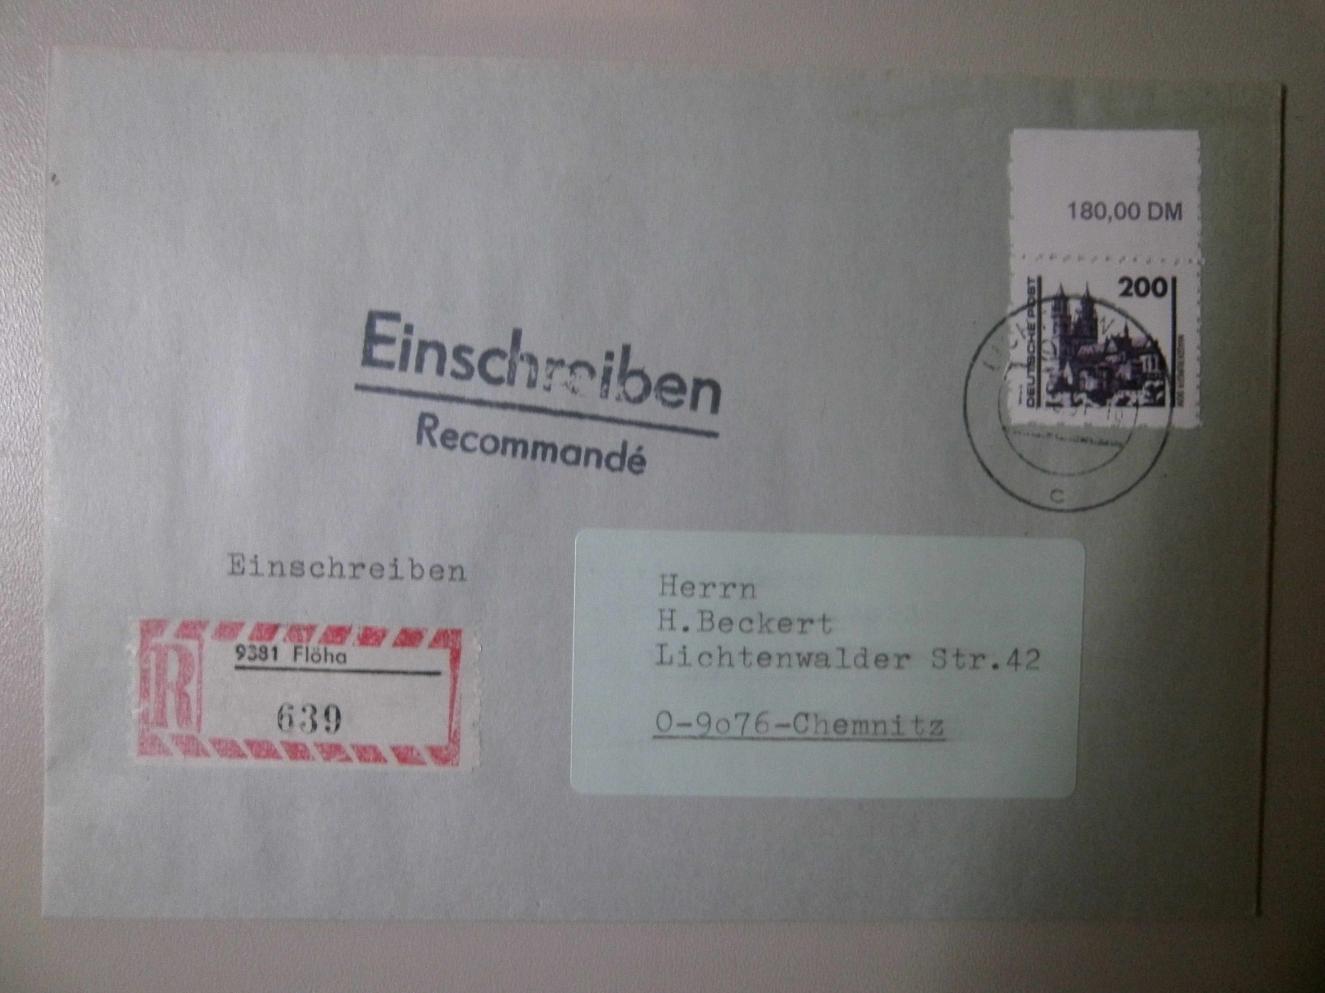 180,00 DM
200
DEUTSCHE POST
Einschreiben
Recommandé
C
Einschreiben
R
9381 Flöha
639
Herrn
H.Beckert
Lichtenwalder Str.42
O-9o76-Chemnitz